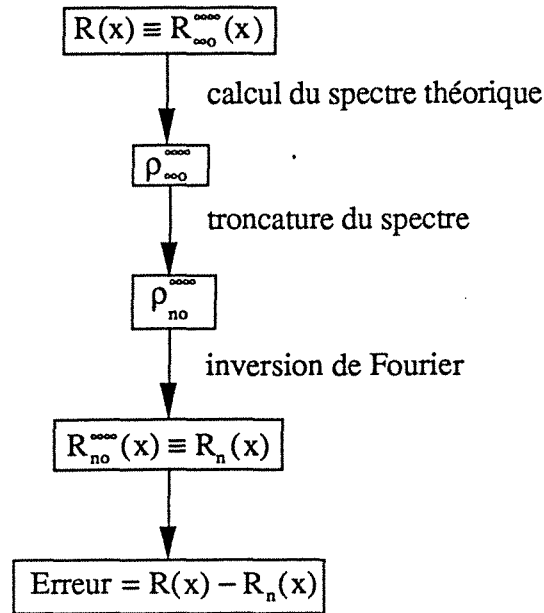 R(x) ≡ R_{∞o}^{∞∞}(x)
calcul du spectre théorique
ρ_{∞o}^{∞∞}
troncature du spectre
ρ_{no}^{∞∞}
inversion de Fourier
R_{no}^{∞∞}(x) ≡ R_n(x)
Erreur = R(x) – R_n(x)